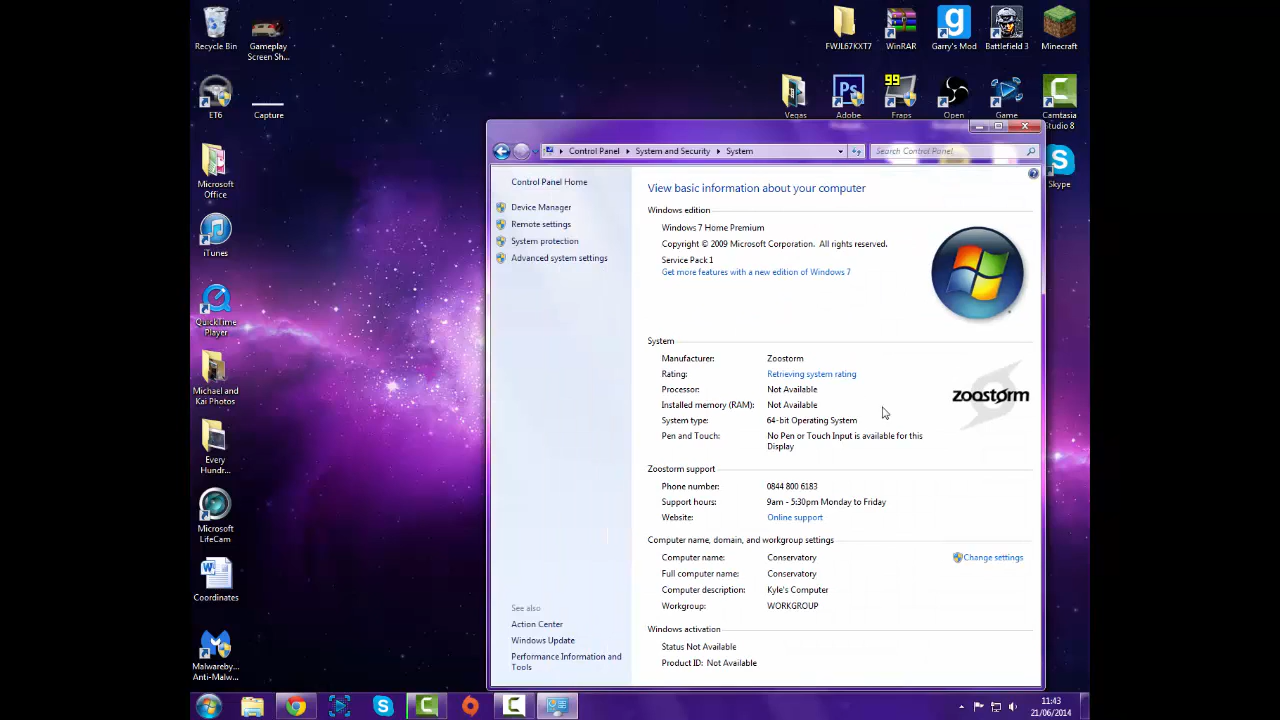 Recycle Bin
Gameplay
Screen Sh...
ET6
Capture
Microsoft
Office
iTunes
QuickTime
Player
Michael and
Kai Photos
Every
Hundr...
Microsoft
LifeCam
Coordinates
Malwareby...
Anti-Malw...
FWJL67KXT7
WinRAR
Garry's Mod
Battlefield 3
Minecraft
Vegas
Ps
Adobe
99
Fraps
Open
Game
Camtasia
Studio 8
Skype
Control Panel
System and Security
System
Search Control Panel
Control Panel Home
Device Manager
Remote settings
System protection
Advanced system settings
See also
Action Center
Windows Update
Performance Information and
Tools
View basic information about your computer
Windows edition
Windows 7 Home Premium
Copyright © 2009 Microsoft Corporation. All rights reserved.
Service Pack 1
Get more features with a new edition of Windows 7
System
Manufacturer: Zoostorm
Rating: Retrieving system rating
Processor: Not Available
Installed memory (RAM): Not Available
System type: 64-bit Operating System
Pen and Touch: No Pen or Touch Input is available for this
Display
zoostorm
Zoostorm support
Phone number: 0844 800 6183
Support hours: 9am - 5:30pm Monday to Friday
Website: Online support
Computer name, domain, and workgroup settings
Computer name: Conservatory
Change settings
Full computer name: Conservatory
Computer description: Kyle's Computer
Workgroup: WORKGROUP
Windows activation
Status Not Available
Product ID: Not Available
11:43
21/06/2014